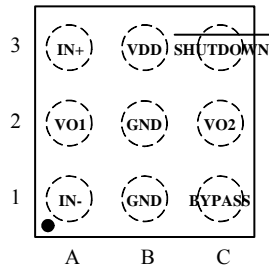 3 IN+ VDD SHUTDOWN
2 VO1 GND VO2
1 IN- GND BYPASS
A B C